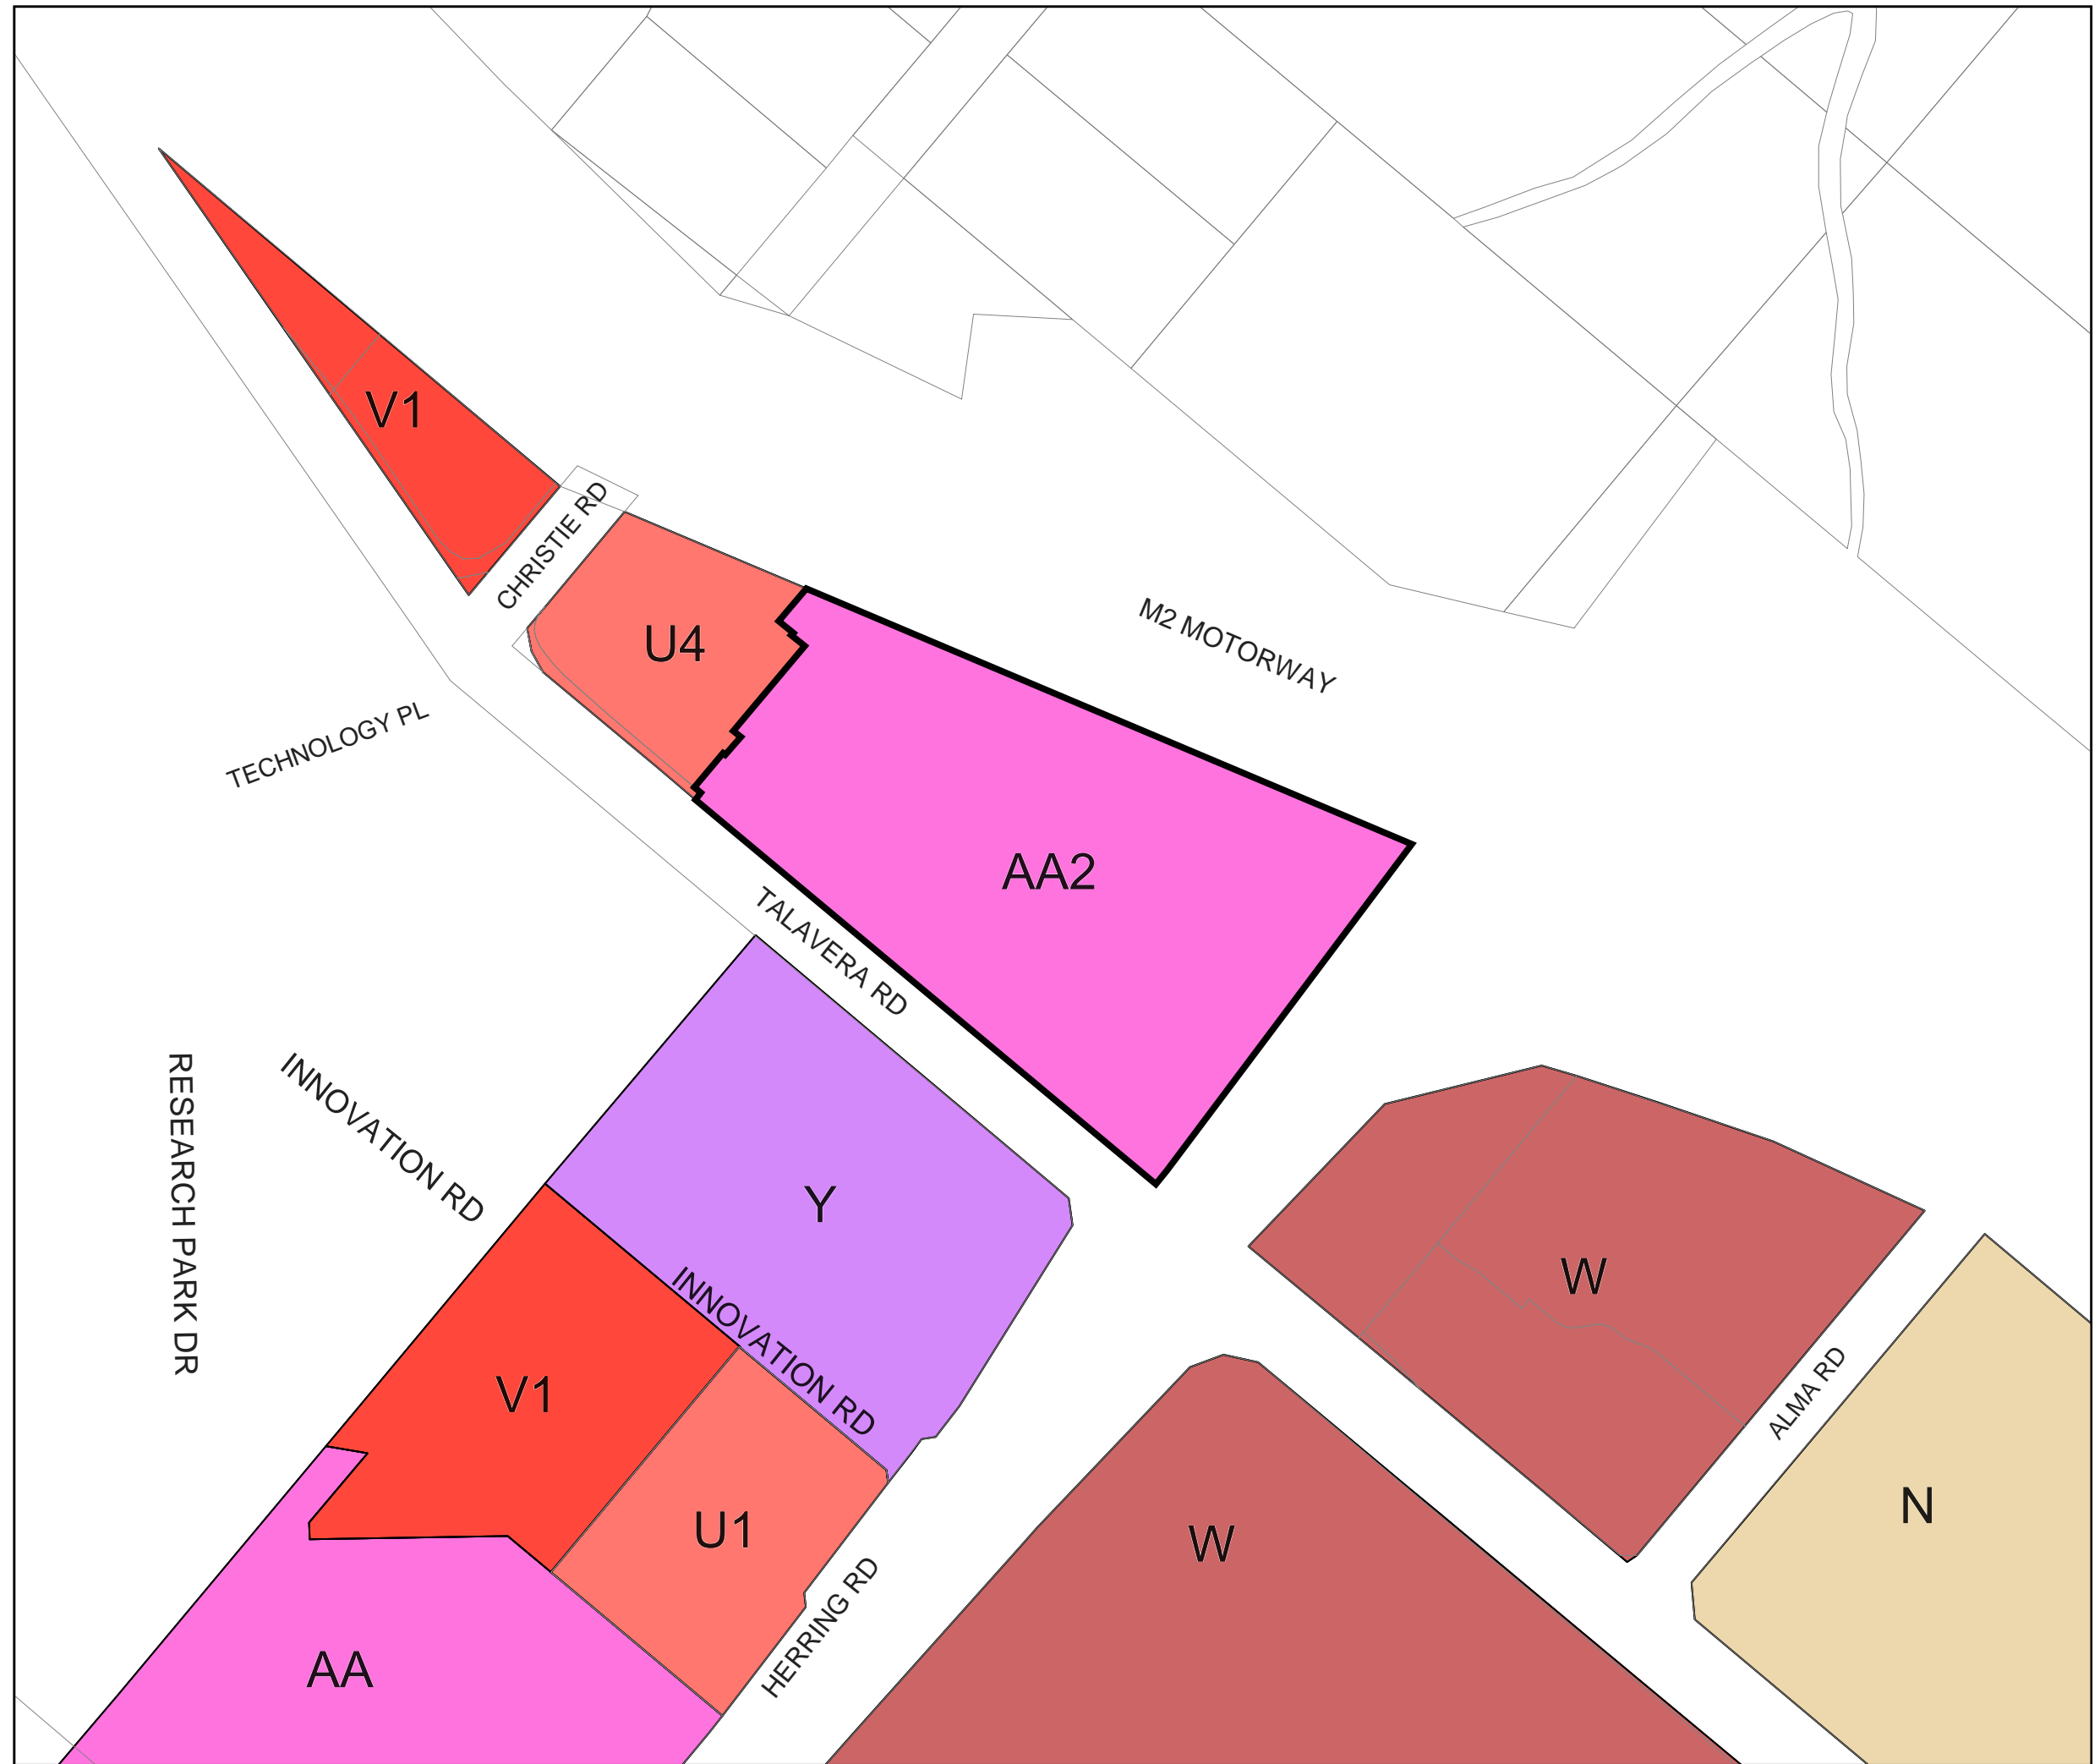 V1
CHRISTIE RD
U4
M2 MOTORWAY
TECHNOLOGY PL
AA2
TALAVERA RD
INNOVATION RD
RESEARCH PARK DR
Y
W
INNOVATION RD
V1
ALMA RD
N
U1
W
HERRING RD
AA